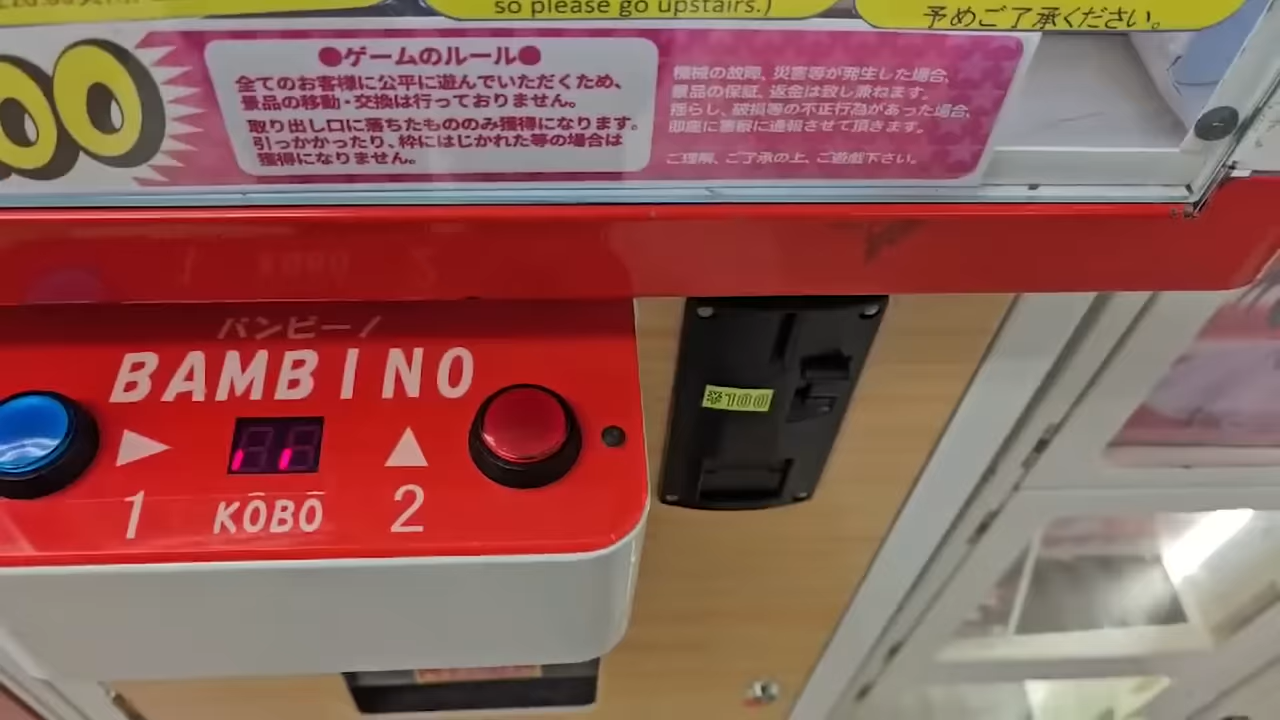 so please go upstairs.)
予めご了承ください。
00
●ゲームのルール●
全てのお客様に公平に遊んでいただくため、
景品の移動・交換は行っておりません。
取り出し口に落ちたもののみ獲得になります。
引っかかったり、枠にはじかれた等の場合は
獲得になりません。
機械の故障、災害等が発生した場合、
景品の保証、返金は致し兼ねます。
揺らし、破損等の不正行為があった場合、
即座に警察に通報させて頂きます。
ご理解、ご了承の上、ご遊戯下さい。
バンビーノ
BAMBINO
¥100
1
KÔBÔ
2